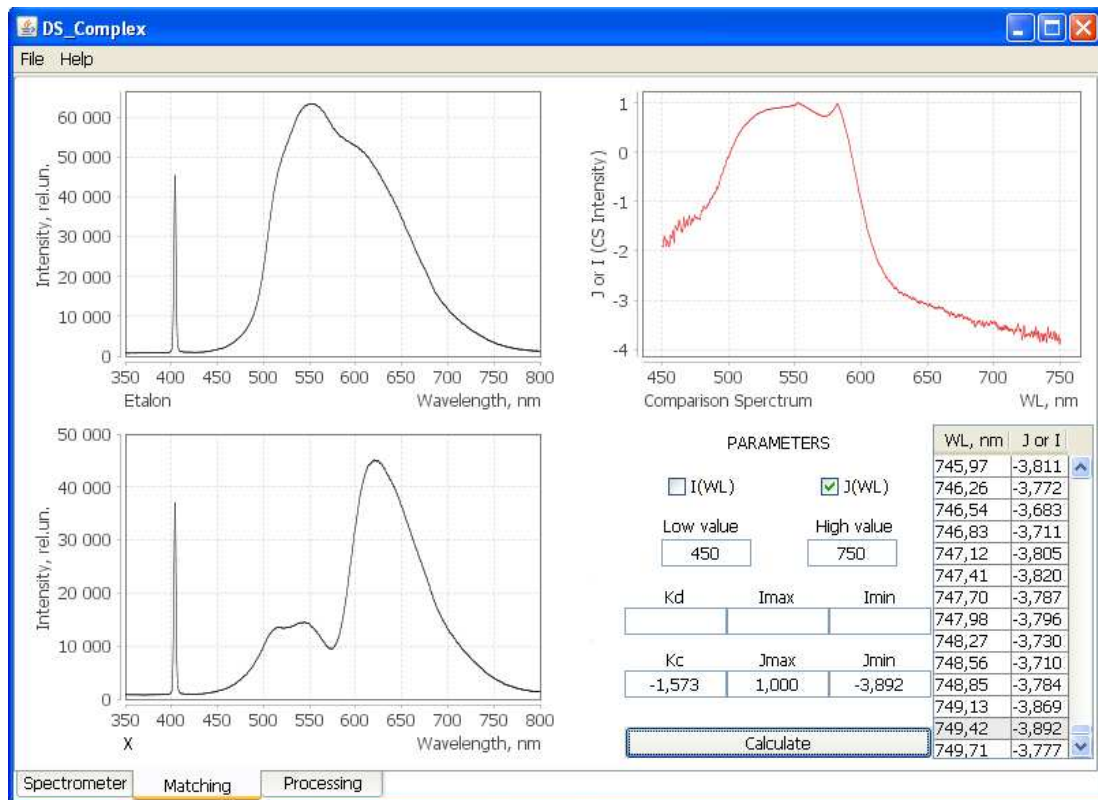 DS_Complex
File Help
60 000
50 000
40 000
30 000
20 000
10 000
0
Intensity, rel.un.
350 400 450 500 550 600 650 700 750 800
Etalon Wavelength, nm
1
0
-1
-2
-3
-4
J or I (CS Intensity)
450 500 550 600 650 700 750
Comparison Sperctrum WL, nm
50 000
40 000
30 000
20 000
10 000
0
Intensity, rel.un.
350 400 450 500 550 600 650 700 750 800
X Wavelength, nm
PARAMETERS
I(WL) J(WL)
Low value High value
450 750
Kd Imax Imin
Kc Jmax Jmin
-1,573 1,000 -3,892
Calculate
WL, nm J or I
745,97 -3,811
746,26 -3,772
746,54 -3,683
746,83 -3,711
747,12 -3,805
747,41 -3,820
747,70 -3,787
747,98 -3,796
748,27 -3,730
748,56 -3,710
748,85 -3,784
749,13 -3,869
749,42 -3,892
749,71 -3,777
Spectrometer Matching Processing